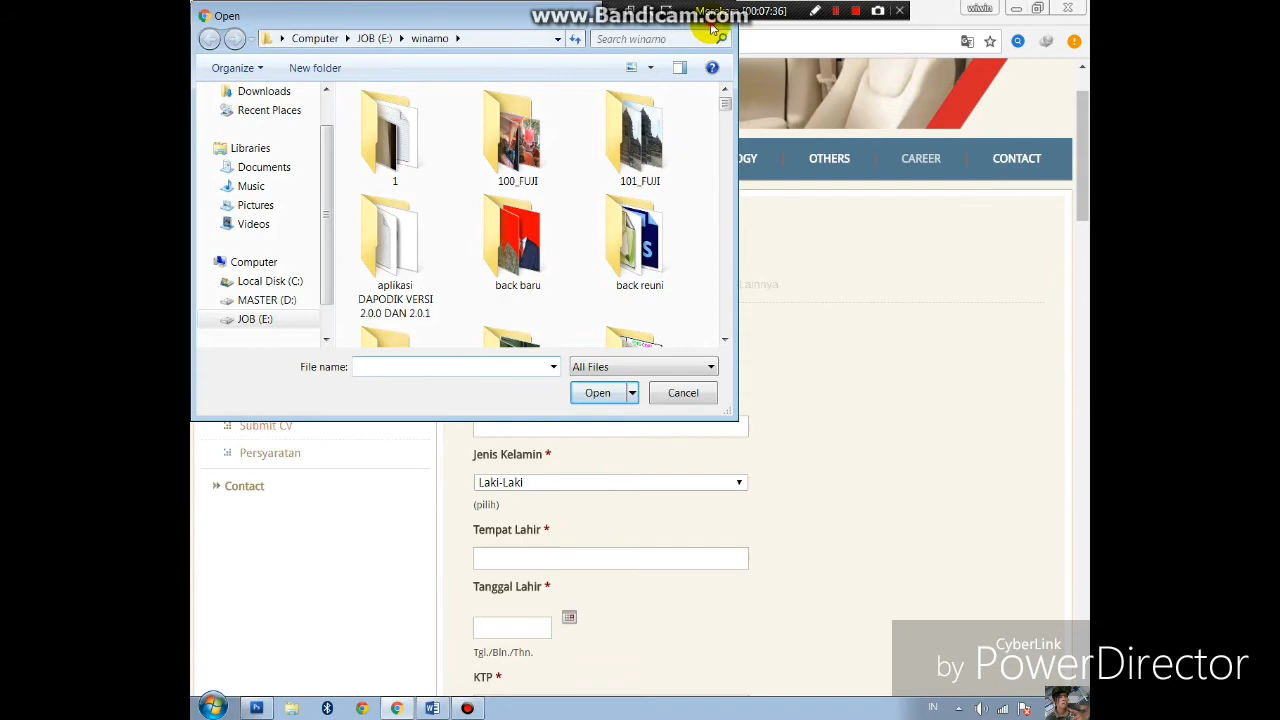 www.Bandicam.com
Open
[00:07:36]
wiwin
Computer JOB (E:) winarno
Search winarno
Organize
New folder
Downloads
Recent Places
Libraries
Documents
Music
Pictures
Videos
Computer
Local Disk (C:)
MASTER (D:)
JOB (E:)
1
100_FUJI
101_FUJI
aplikasi
DAPODIK VERSI
2.0.0 DAN 2.0.1
back baru
back reuni
File name:
All Files
Open
Cancel
OGY
OTHERS
CAREER
CONTACT
Lainnya
Submit CV
Persyaratan
Contact
Jenis Kelamin *
Laki-Laki
(pilih)
Tempat Lahir *
Tanggal Lahir *
Tgl./Bln./Thn.
KTP *
CyberLink
by PowerDirector
IN